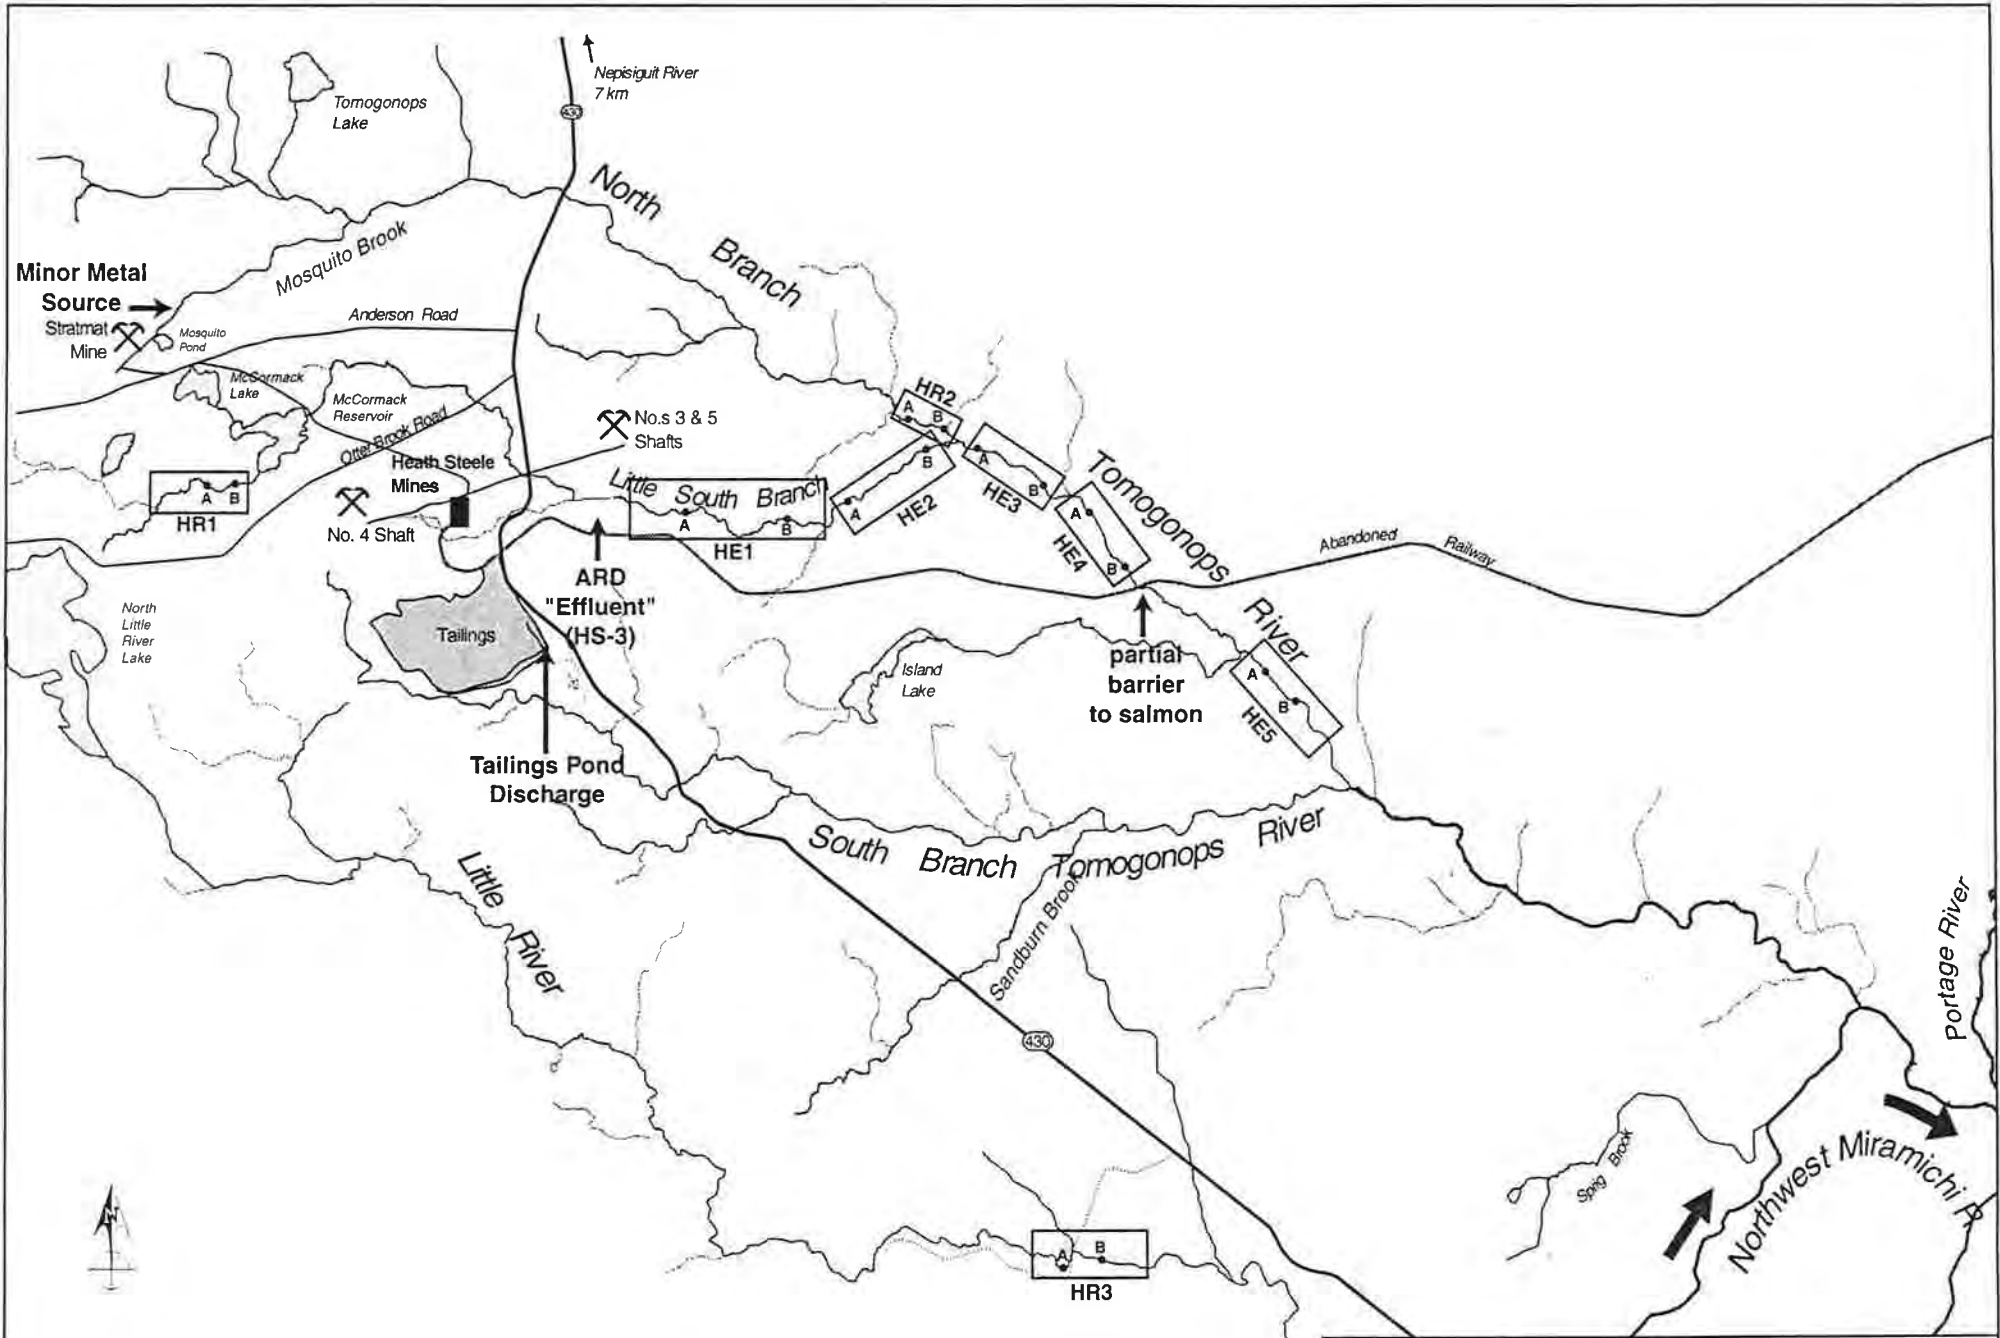 Nepisiguit River
7 km
430
Tomogonops
Lake
North
Branch
Mosquito Brook
Minor Metal
Source
Stratmat
Mine
Mosquito
Pond
Anderson Road
McCormack
Lake
McCormack
Reservoir
Otter Brook Road
No.s 3 & 5
Shafts
HR2
A
B
Heath Steele
Mines
Little South Branch
A
B
HE1
A
B
HE2
A
B
HE3
Tomogonops
A
B
HE4
A
B
HR1
No. 4 Shaft
Abandoned
Railway
ARD
"Effluent"
(HS-3)
North
Little
River
Lake
Tailings
Island
Lake
partial
barrier
to salmon
River
A
B
HE5
Tailings Pond
Discharge
South Branch Tomogonops River
Little
River
Sandburn Brook
Portage River
430
Sprig Brook
Northwest Miramichi R.
N
A
B
HR3